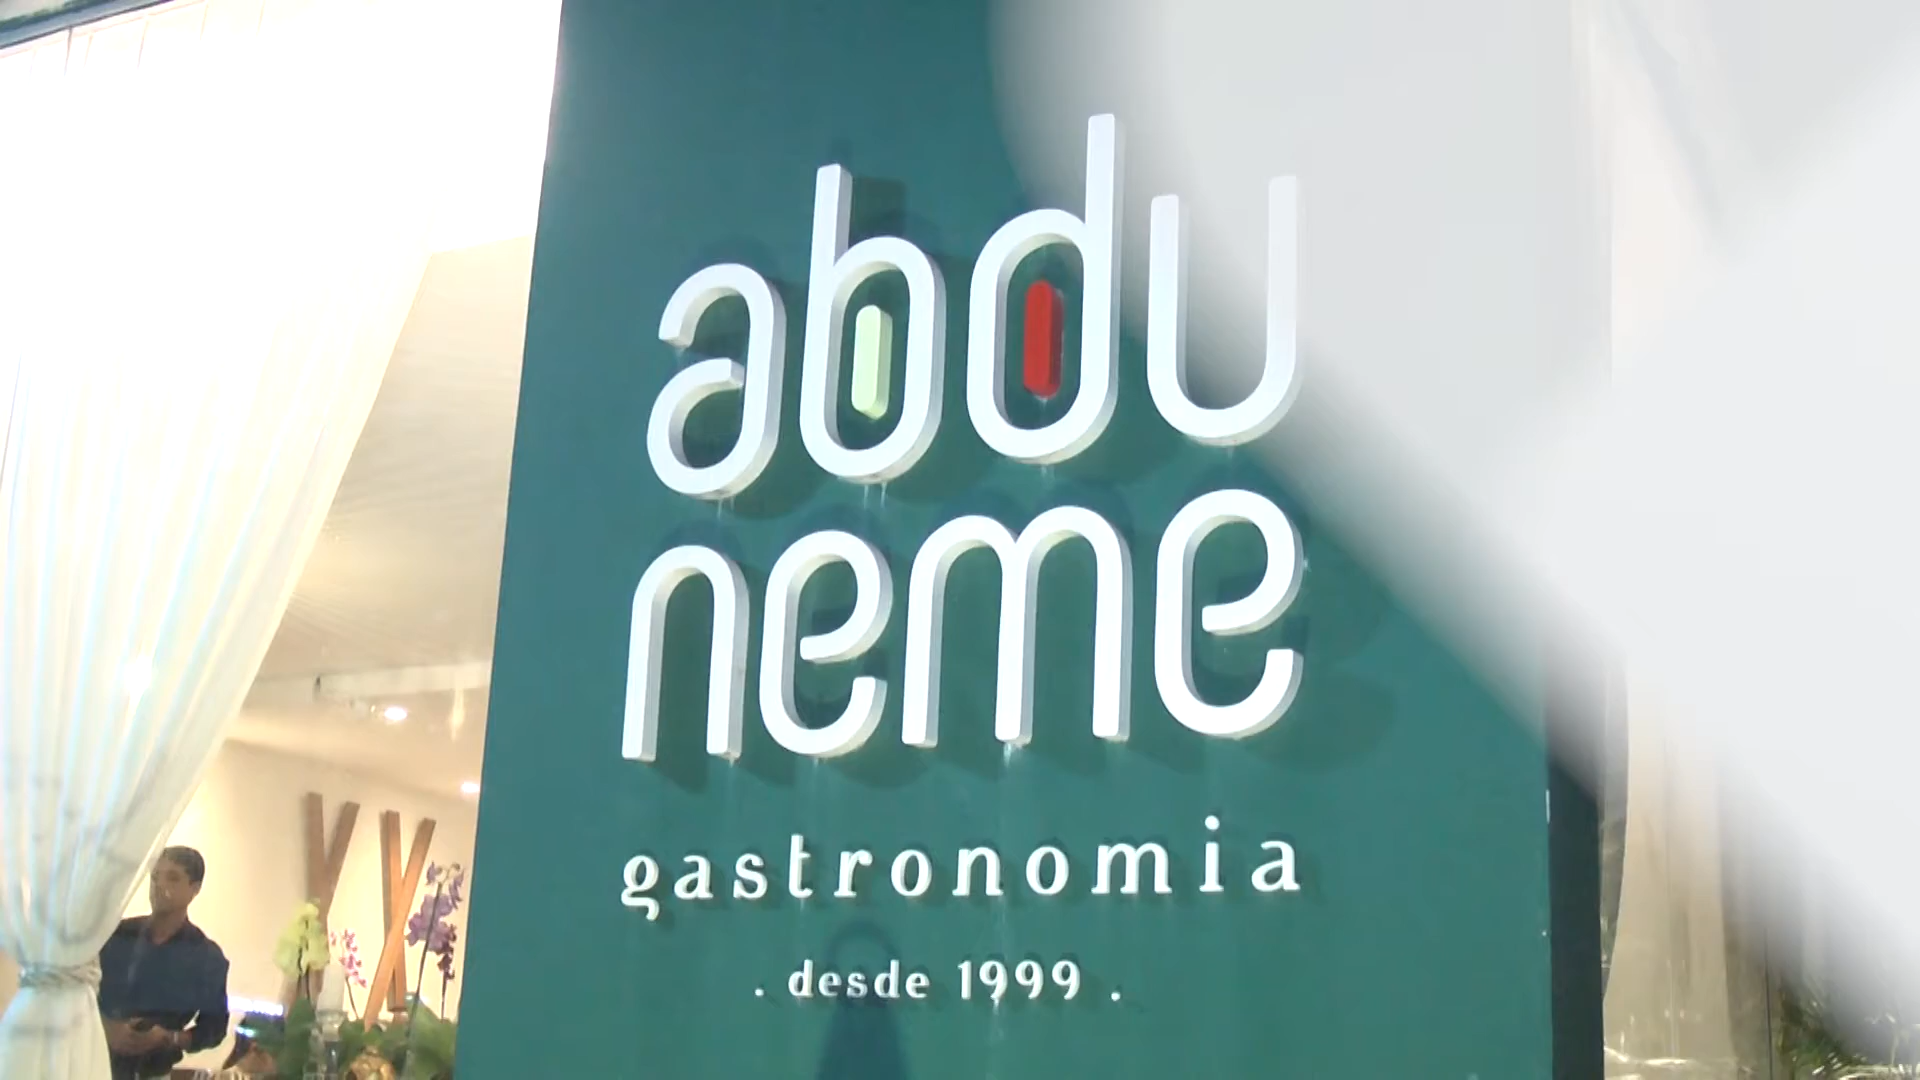 abdu
neme
gastronomia
. desde 1999 .